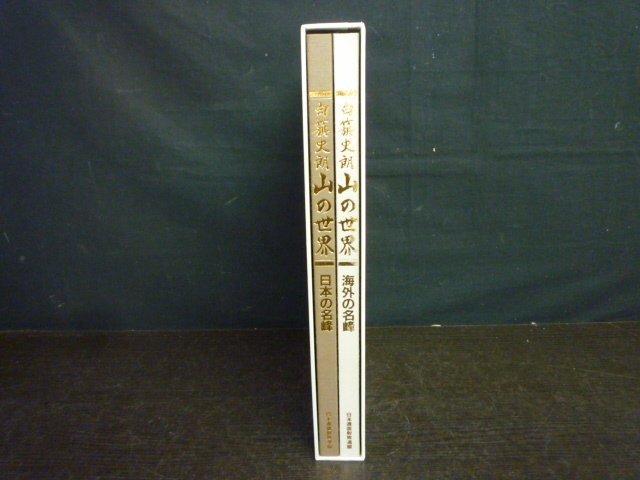 白籏史朗 山の世界
日本の名峰
白籏史朗 山の世界
海外の名峰